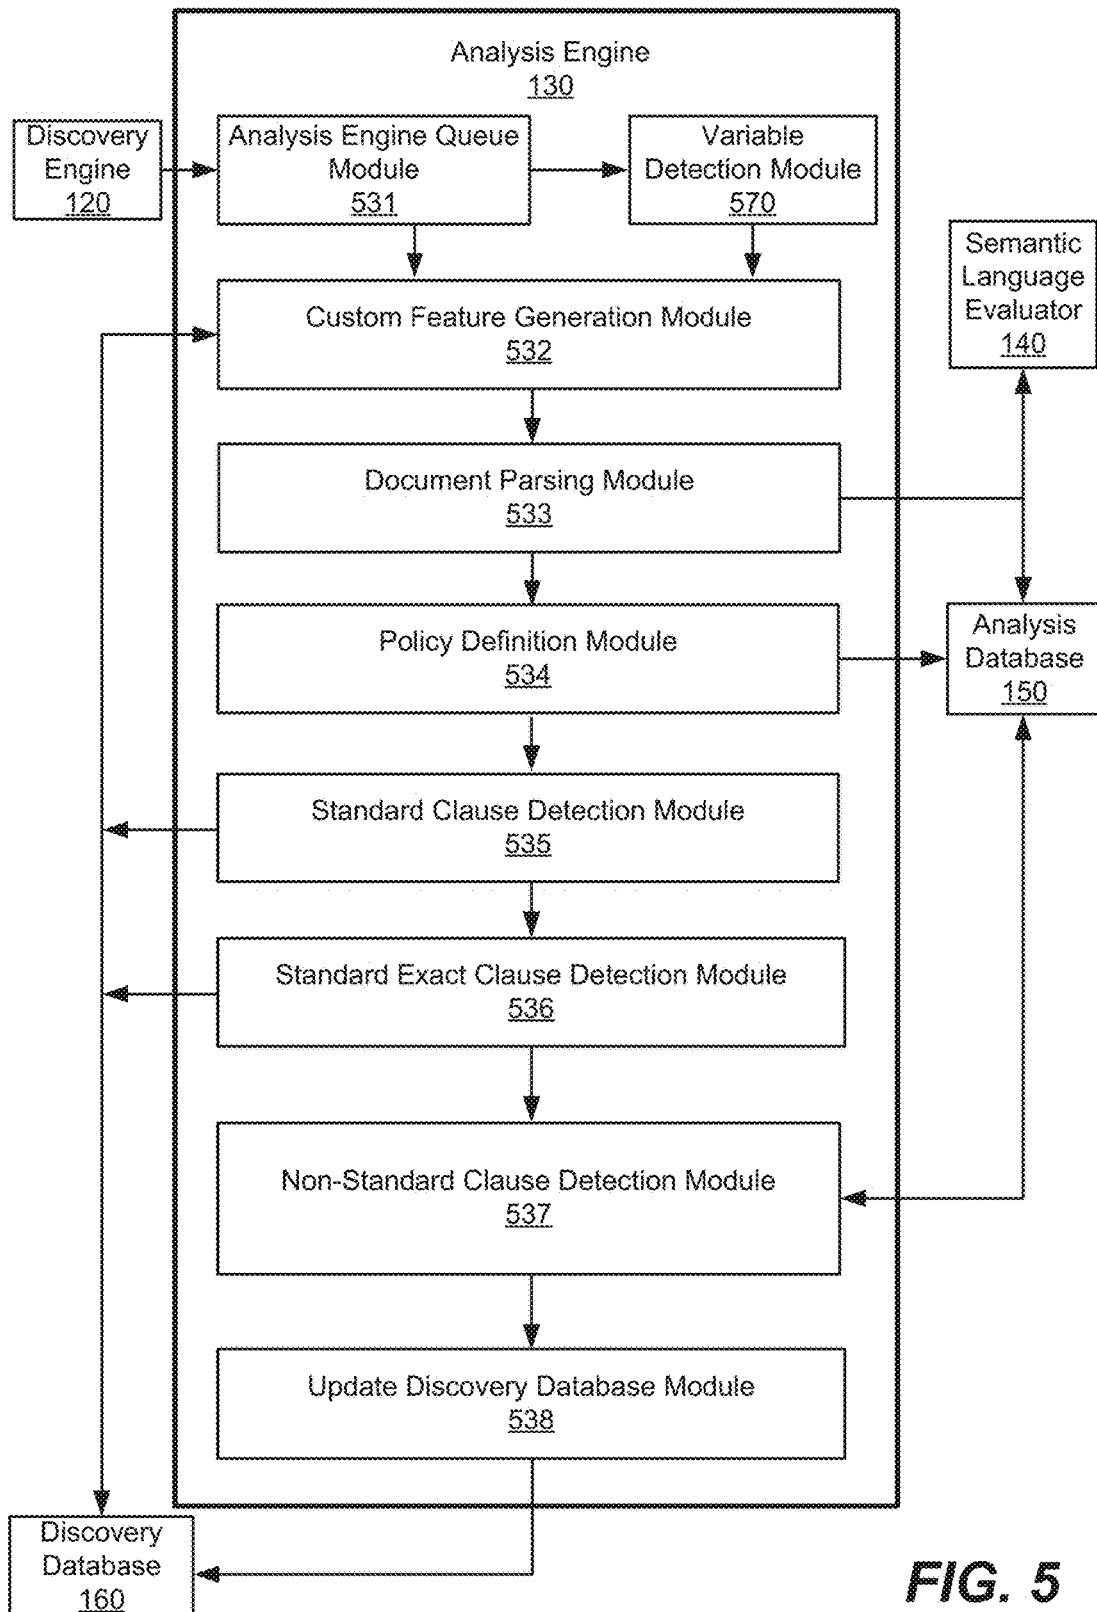 Analysis Engine
130
Discovery
Engine
120
Analysis Engine Queue
Module
531
Variable
Detection Module
570
Semantic
Language
Evaluator
140
Custom Feature Generation Module
532
Document Parsing Module
533
Policy Definition Module
534
Analysis
Database
150
Standard Clause Detection Module
535
Standard Exact Clause Detection Module
536
Non-Standard Clause Detection Module
537
Update Discovery Database Module
538
Discovery
Database
160
FIG. 5